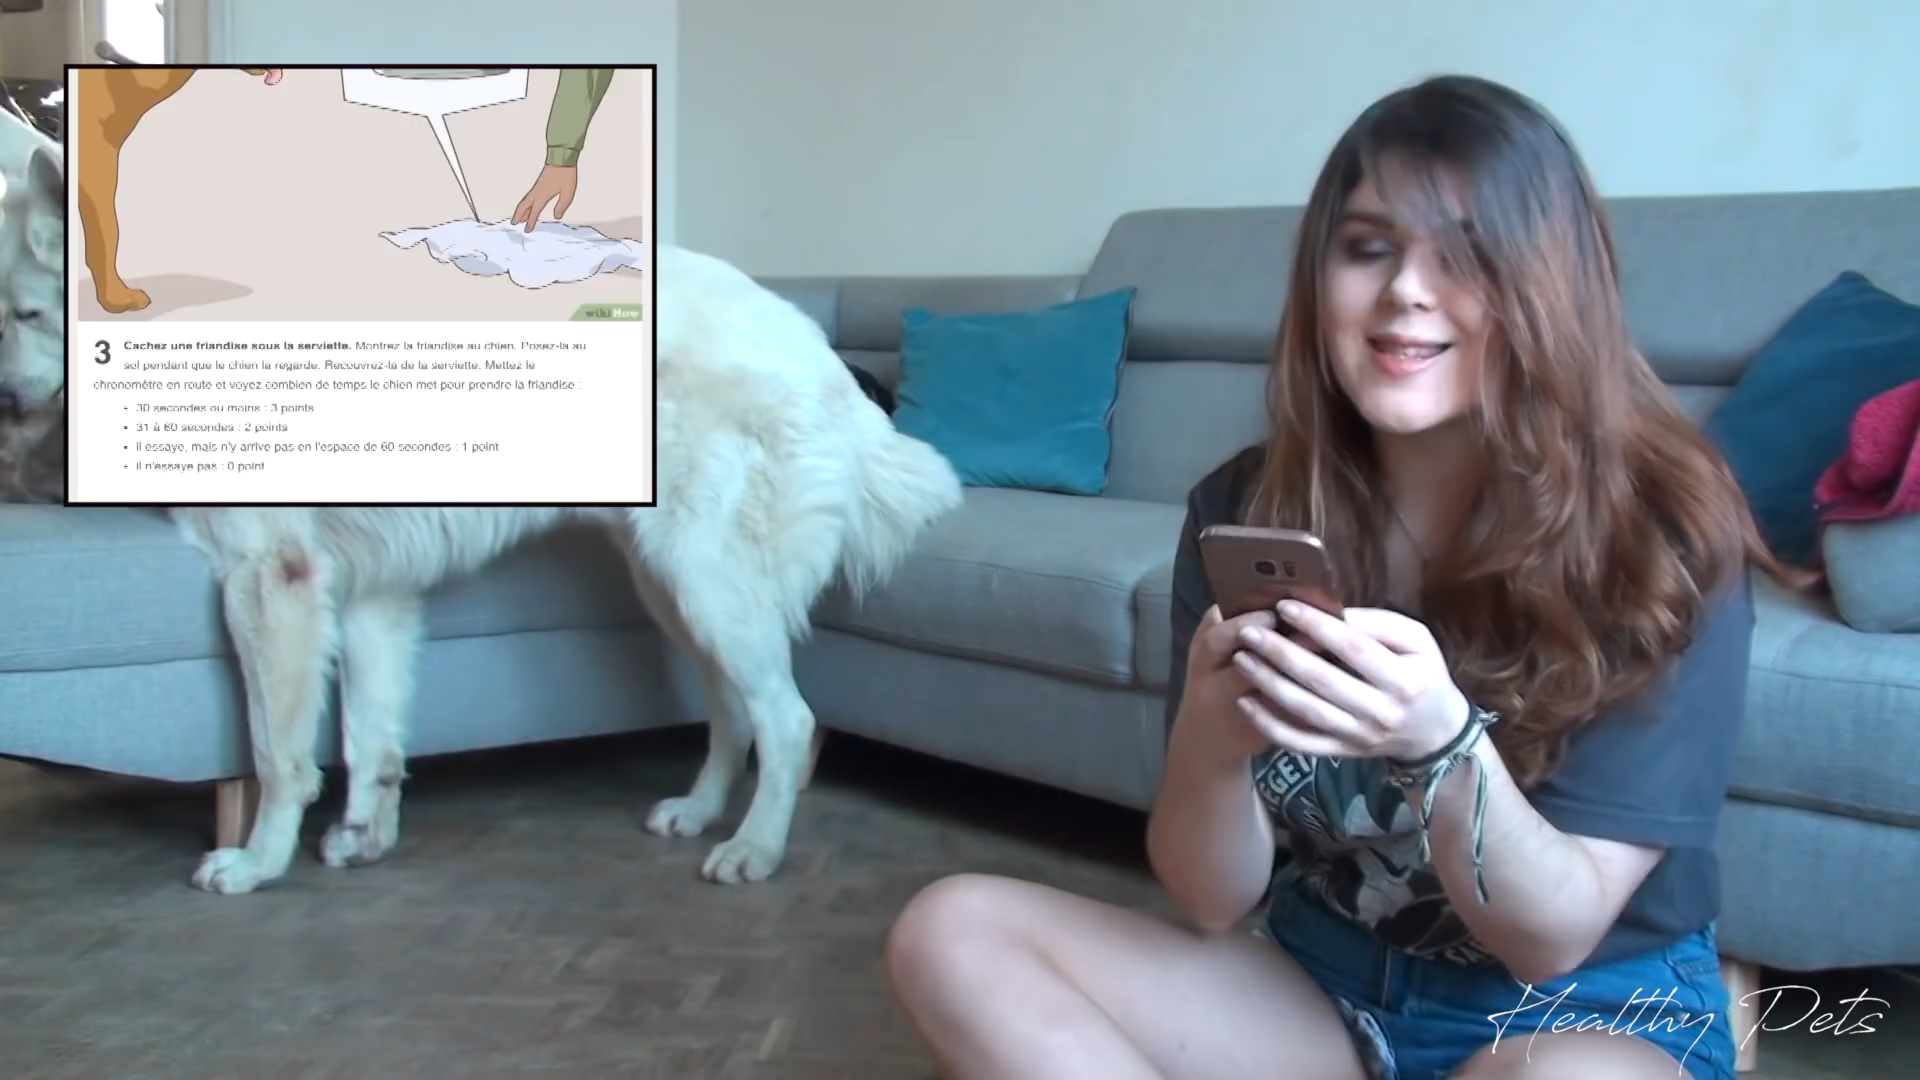 wikiHow
3 Cachez une friandise sous la serviette. Montrez la friandise au chien. Posez-la au
sol pendant que le chien la regarde. Recouvrez-la de la serviette. Mettez le
chronomètre en route et voyez combien de temps le chien met pour prendre la friandise :
• 30 secondes ou moins : 3 points
• 31 à 60 secondes : 2 points
• il essaye, mais n'y arrive pas en l'espace de 60 secondes : 1 point
• il n'essaye pas : 0 point
Healthy Pets